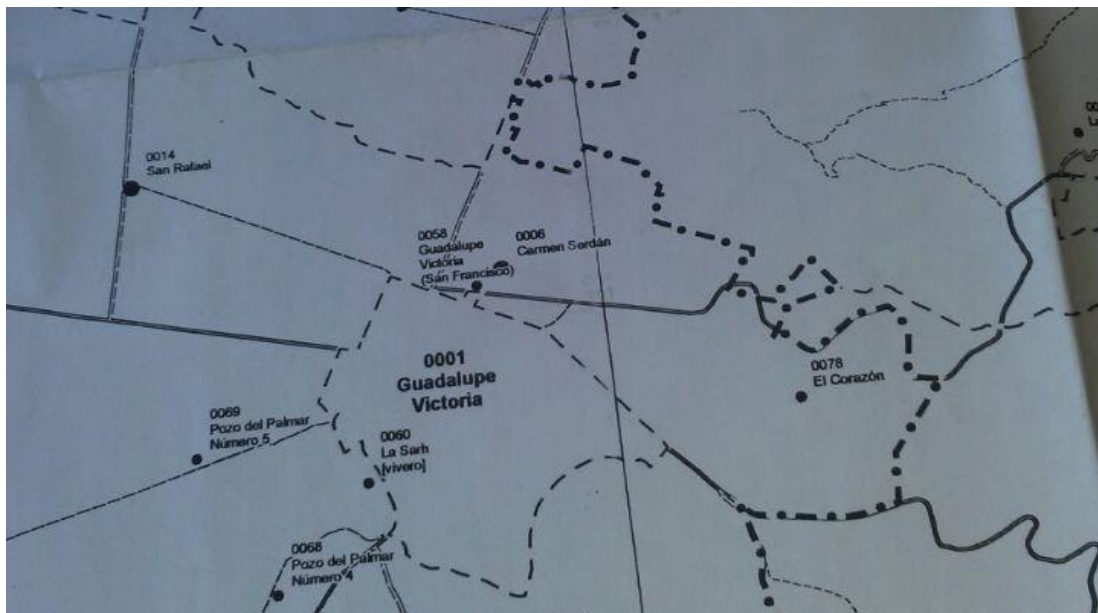 0014
San Rafael
0058
Guadalupe
Victoria
(San Francisco)
0006
Carmen Serdán
0001
Guadalupe
Victoria
0078
El Corazón
0069
Pozo del Palmar
Número 5
0060
La Sarh
[vivero]
0068
Pozo del Palmar
Número 4